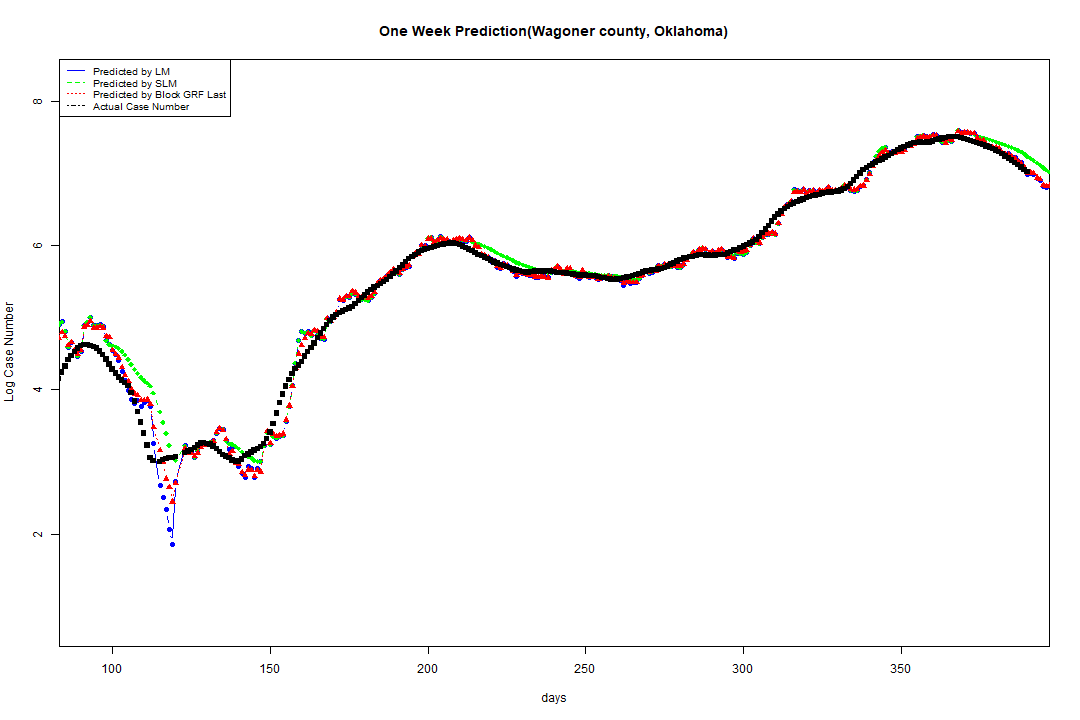 One Week Prediction(Wagoner county, Oklahoma)
Predicted by LM
Predicted by SLM
Predicted by Block GRF Last
Actual Case Number
8
6
4
2
Log Case Number
100 150 200 250 300 350
days